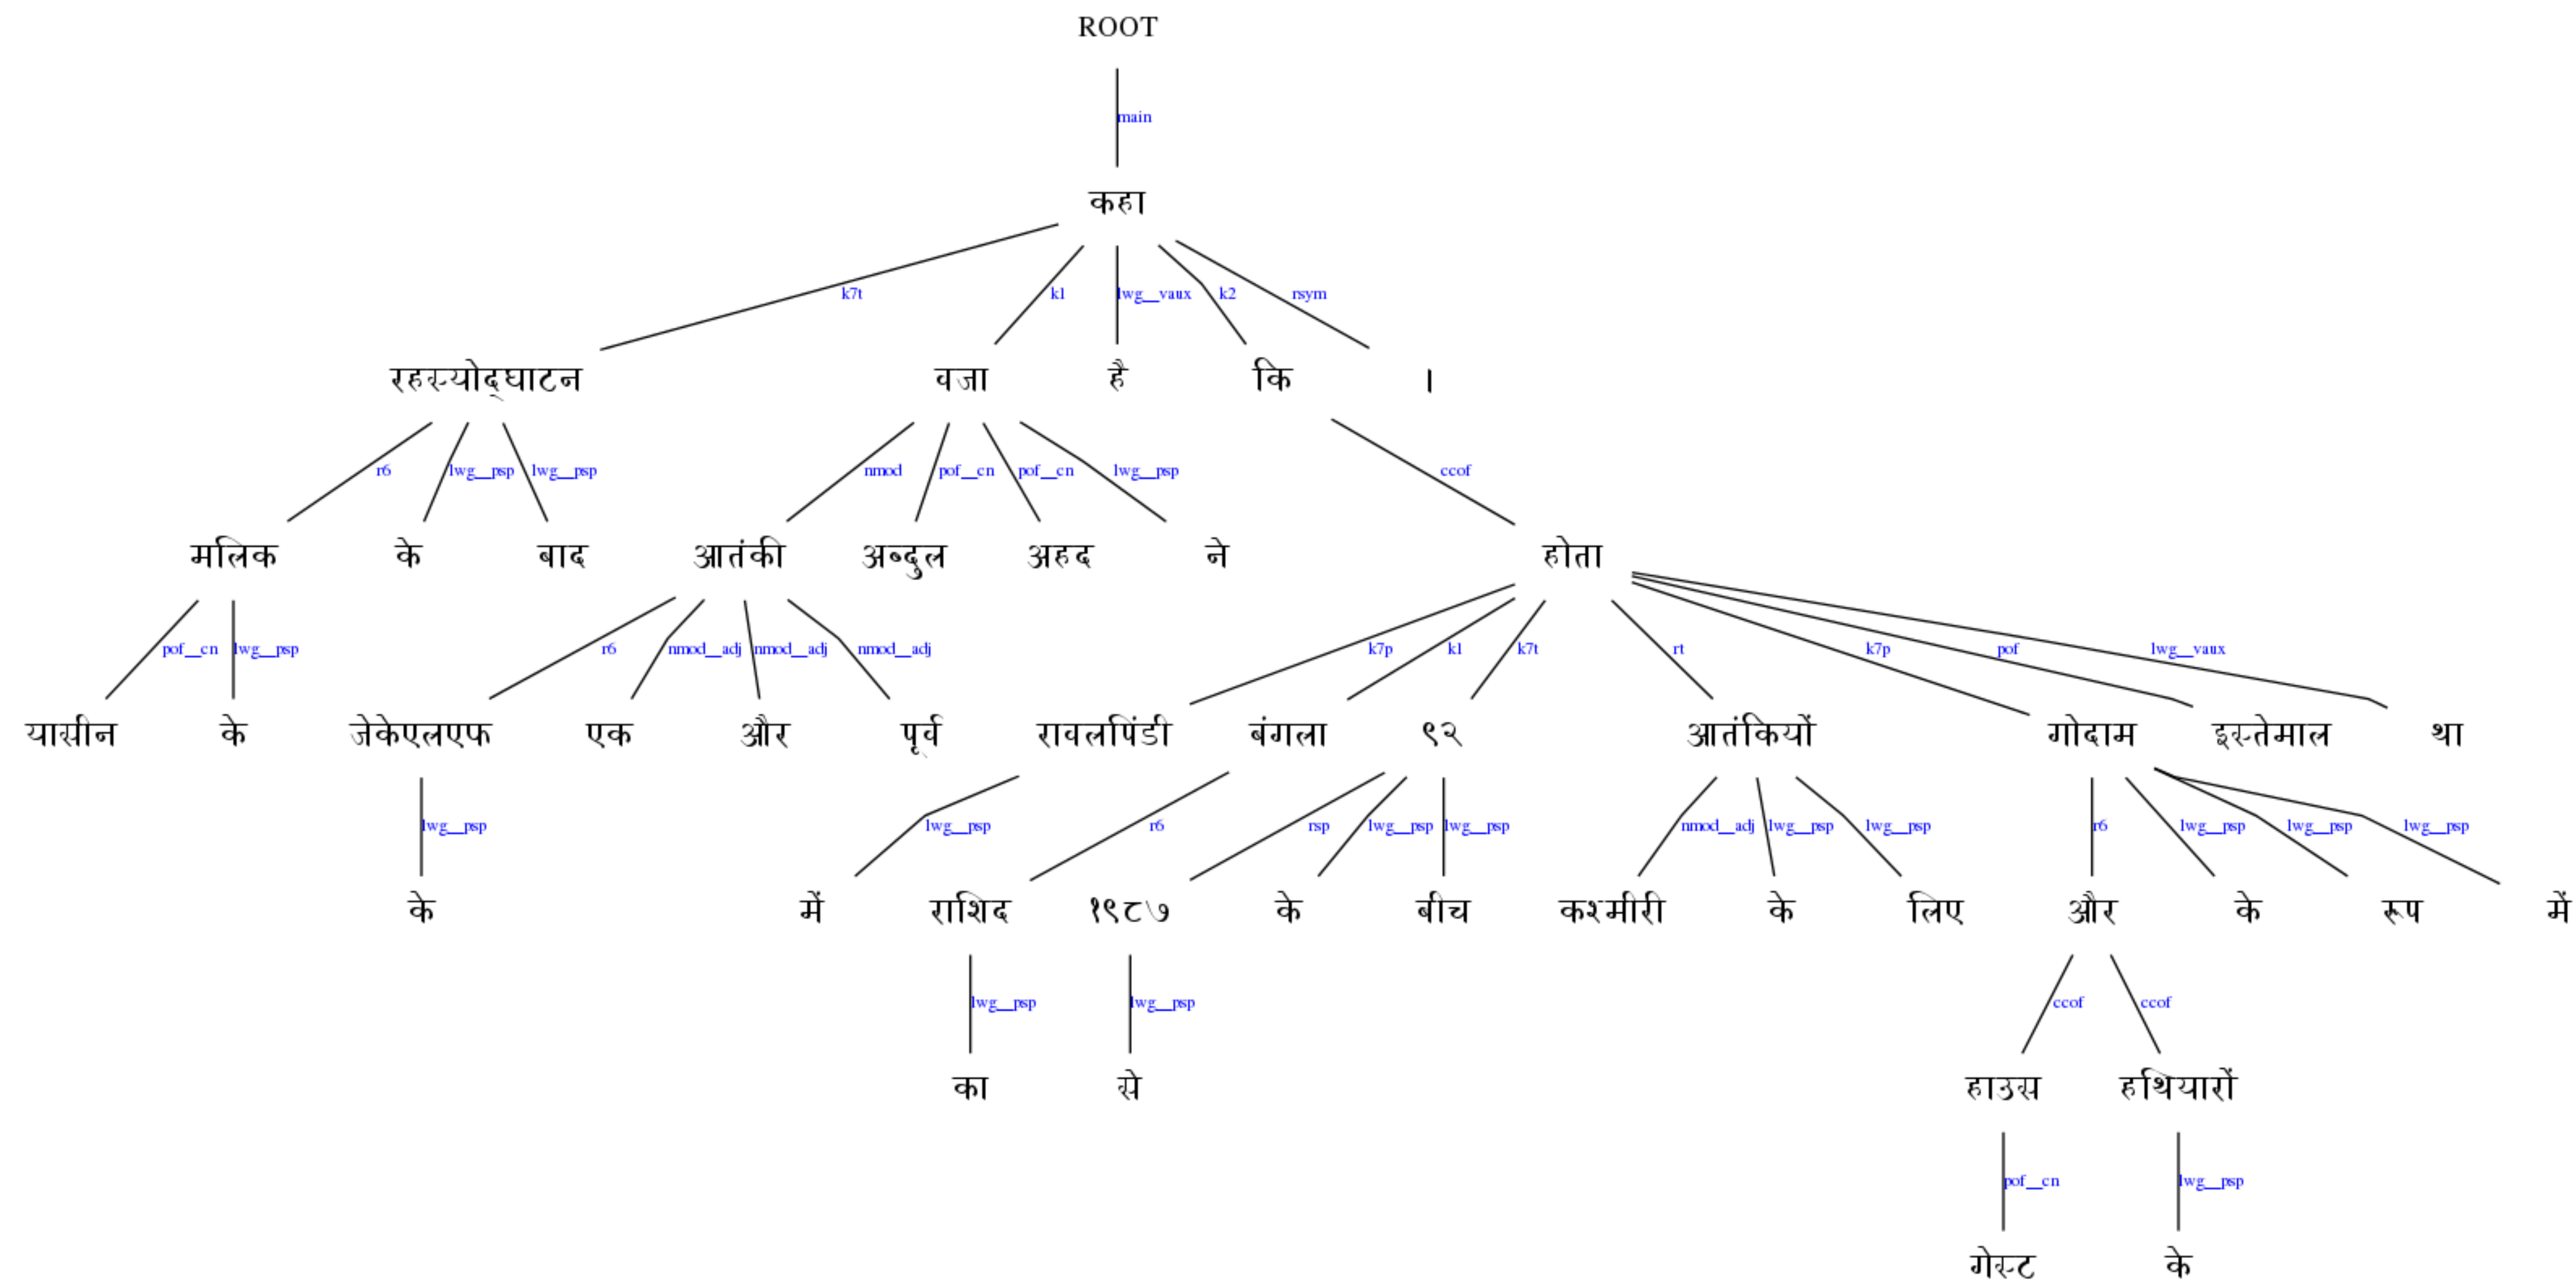 ROOT
main
कहा
k7t k1 lwg__vaux k2 rsym
रहस्योद्घाटन वजा है कि ।
r6 lwg__psp lwg__psp nmod pof__cn pof__cn lwg__psp ccof
मलिक के बाद आतंकी अब्दुल अहद ने होता
pof__cn lwg__psp r6 nmod__adj nmod__adj nmod__adj k7p k1 k7t rt k7p pof lwg__vaux
यासीन के जेकेएलएफ एक और पूर्व रावलपिंडी बंगला ९२ आतंकियों गोदाम इस्तेमाल था
lwg__psp lwg__psp r6 rsp lwg__psp lwg__psp nmod__adj lwg__psp lwg__psp r6 lwg__psp lwg__psp lwg__psp
के में राशिद १९८७ के बीच कश्मीरी के लिए और के रूप में
lwg__psp lwg__psp ccof ccof
का से हाउस हथियारों
pof__cn lwg__psp
गेस्ट के